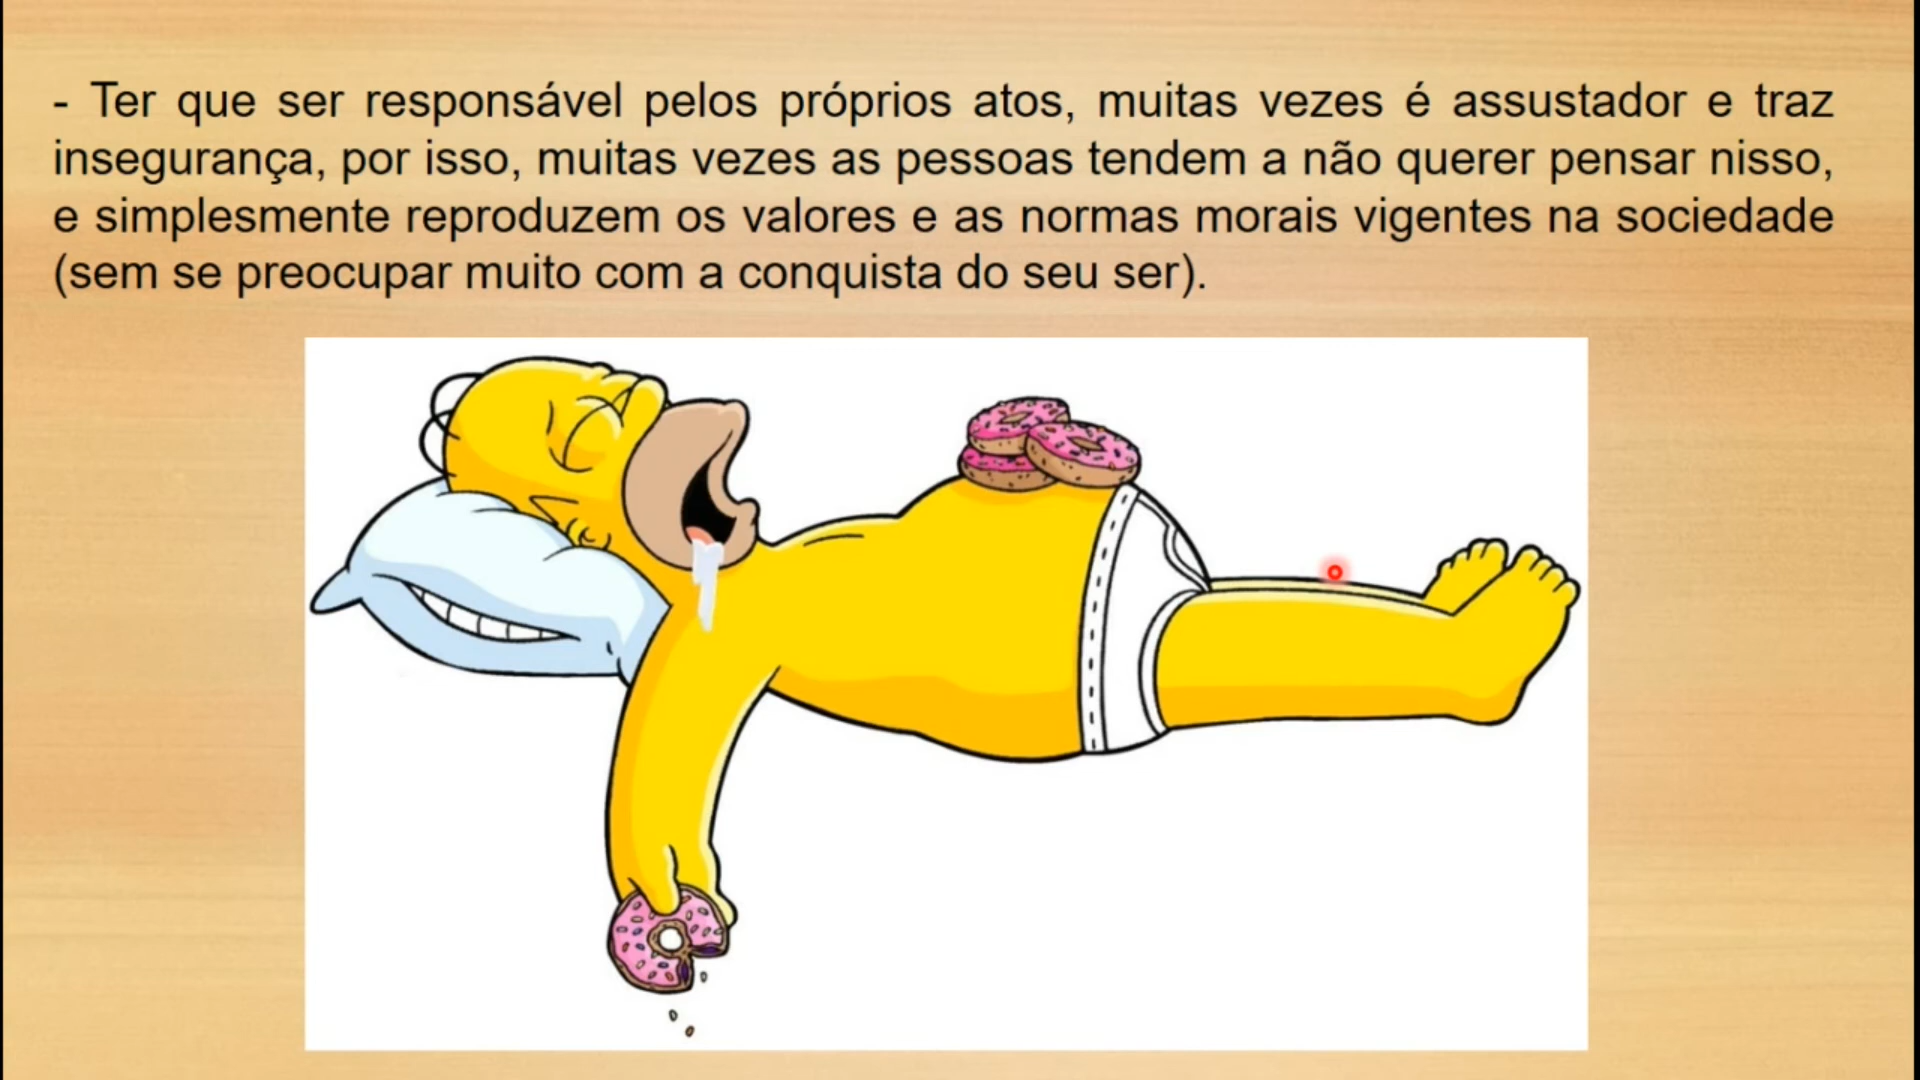 - Ter que ser responsável pelos próprios atos, muitas vezes é assustador e traz
insegurança, por isso, muitas vezes as pessoas tendem a não querer pensar nisso,
e simplesmente reproduzem os valores e as normas morais vigentes na sociedade
(sem se preocupar muito com a conquista do seu ser).